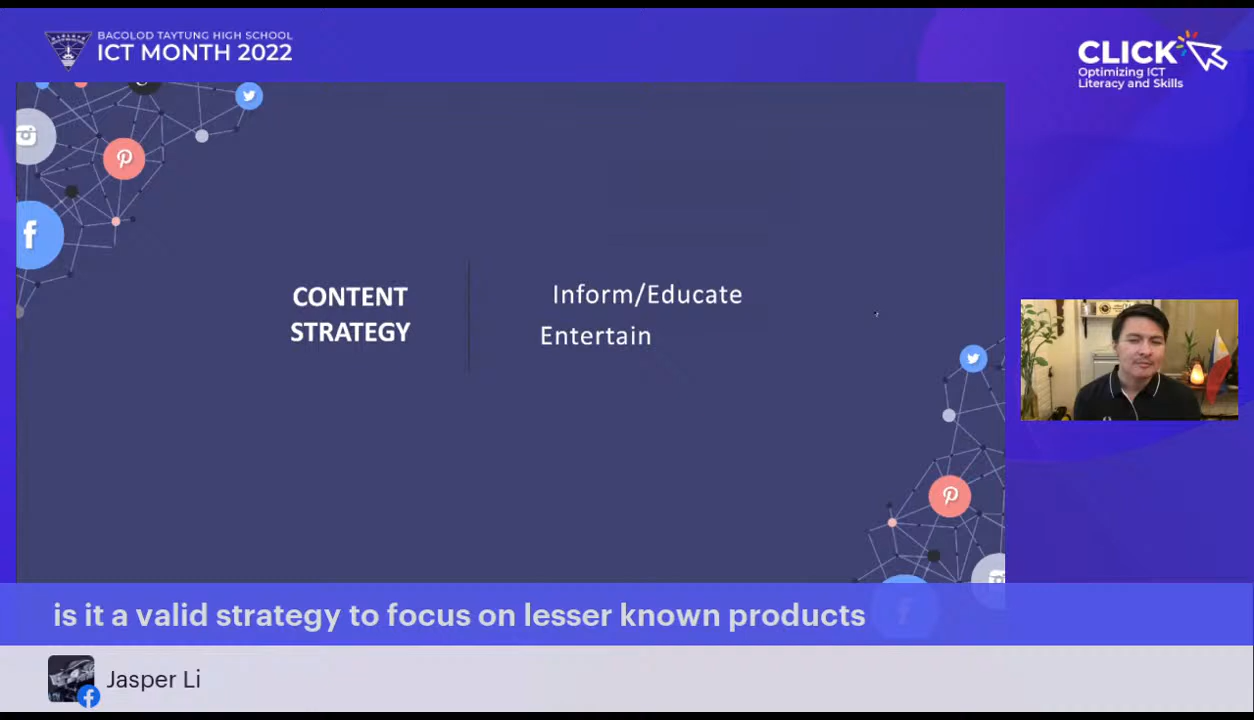 BACOLOD TAYTUNG HIGH SCHOOL
ICT MONTH 2022
CLICK
Optimizing ICT
Literacy and Skills
CONTENT
STRATEGY
Inform/Educate
Entertain
is it a valid strategy to focus on lesser known products
Jasper Li